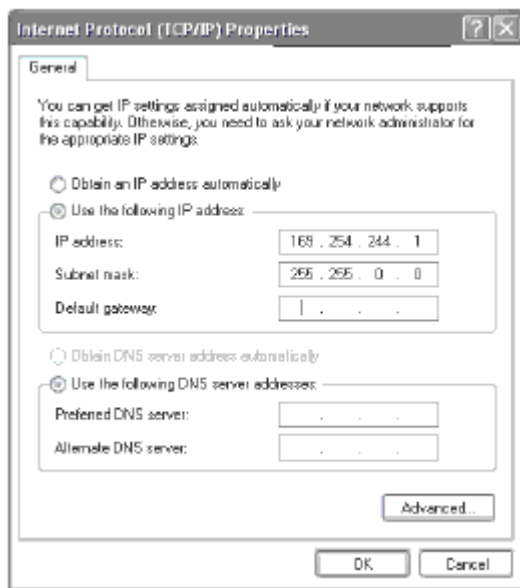 Internet Protocol (TCP/IP) Properties
General
You can get IP settings assigned automatically if your network supports
this capability. Otherwise, you need to ask your network administrator for
the appropriate IP settings.
Obtain an IP address automatically
Use the following IP address:
IP address: 169 . 254 . 244 . 1
Subnet mask: 255 . 255 . 0 . 0
Default gateway: . . .
Obtain DNS server address automatically
Use the following DNS server addresses:
Preferred DNS server: . . .
Alternate DNS server: . . .
Advanced...
OK Cancel